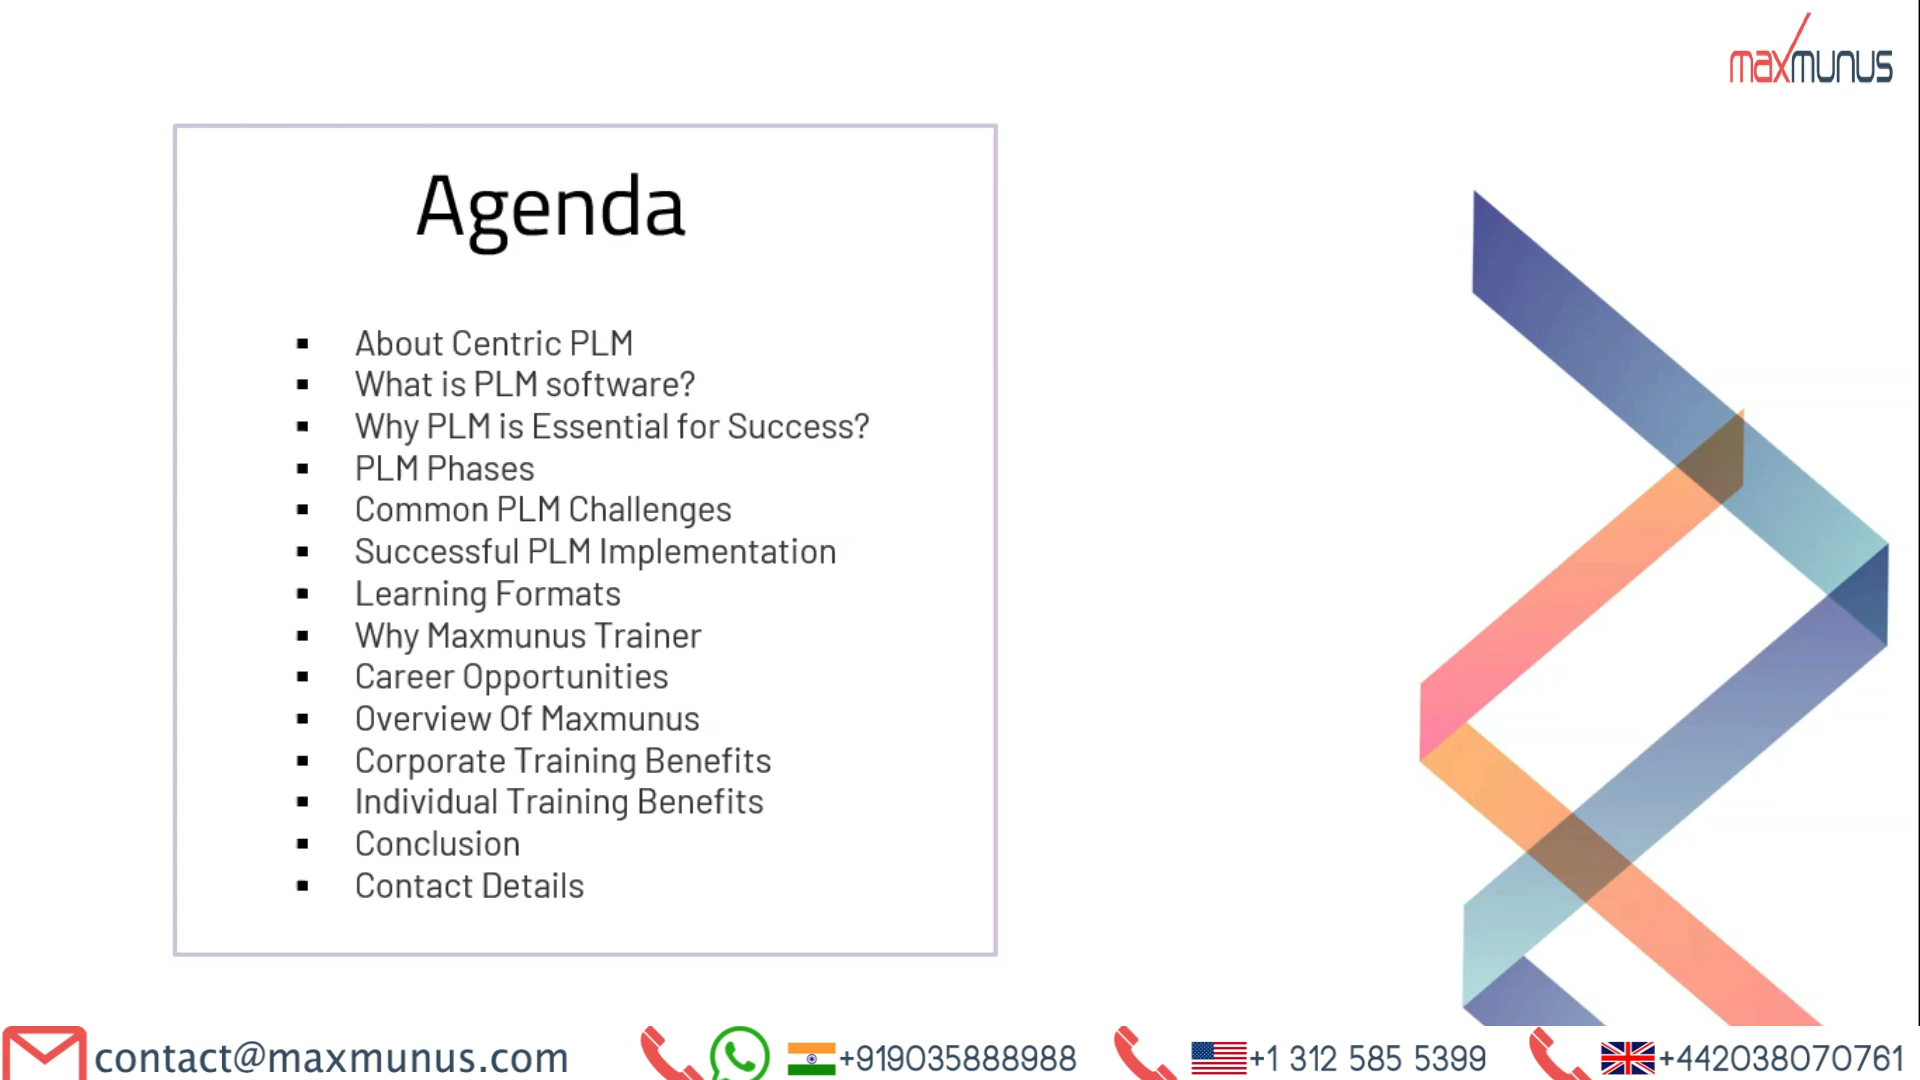 maxmunus
Agenda
▪ About Centric PLM
▪ What is PLM software?
▪ Why PLM is Essential for Success?
▪ PLM Phases
▪ Common PLM Challenges
▪ Successful PLM Implementation
▪ Learning Formats
▪ Why Maxmunus Trainer
▪ Career Opportunities
▪ Overview Of Maxmunus
▪ Corporate Training Benefits
▪ Individual Training Benefits
▪ Conclusion
▪ Contact Details
contact@maxmunus.com +919035888988 +1 312 585 5399 +442038070761